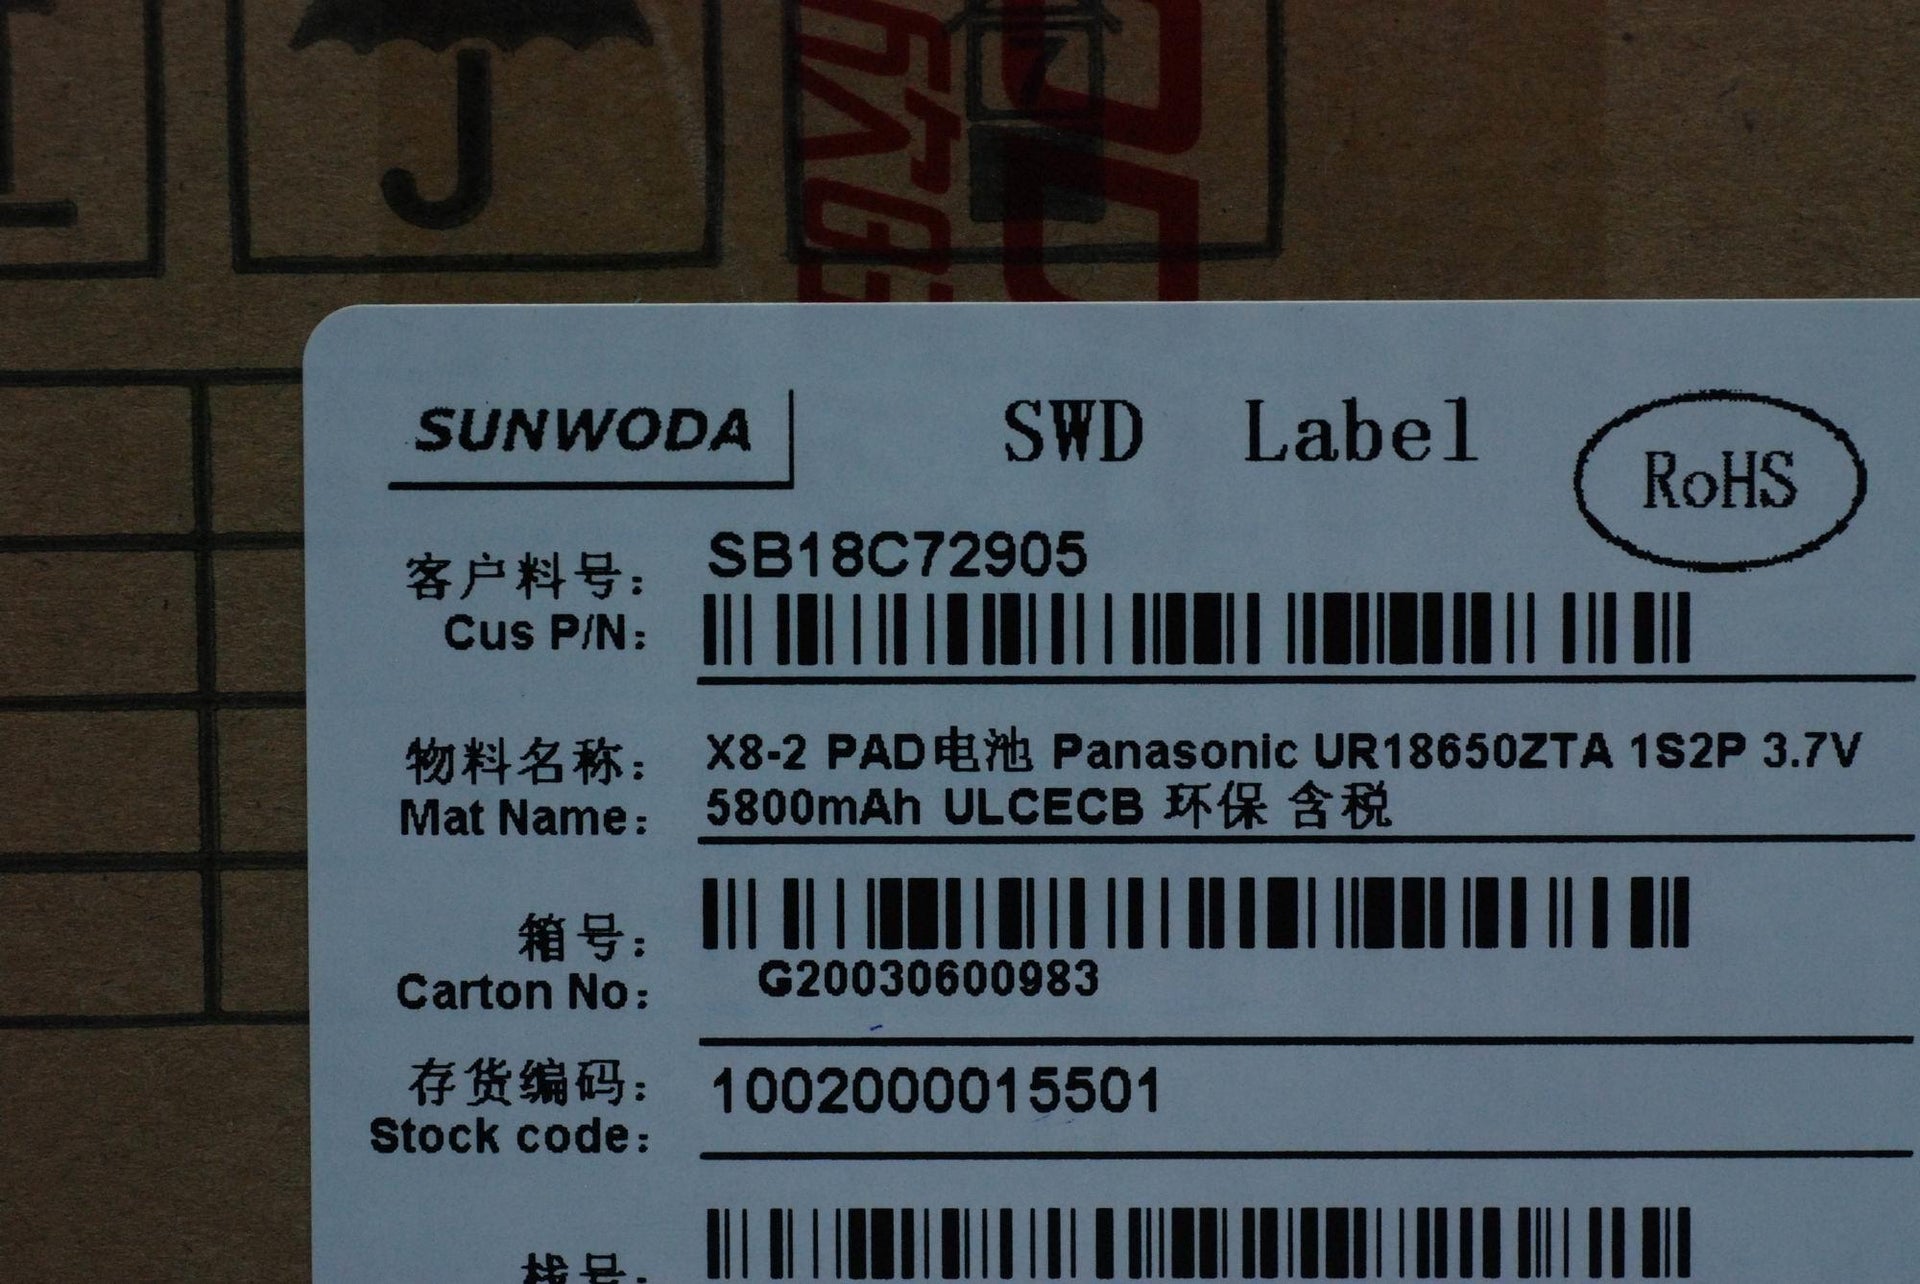 SUNWODA
SWD Label
RoHS
客户料号: SB18C72905
Cus P/N:
物料名称: X8-2 PAD电池 Panasonic UR18650ZTA 1S2P 3.7V
Mat Name: 5800mAh ULCECB 环保 含税
箱号:
Carton No: G20030600983
存货编码: 1002000015501
Stock code:
栈号: